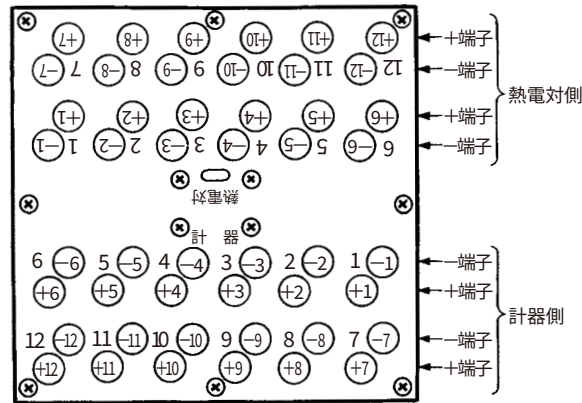 +7 +8 +9 +10 +11 +12 ＋端子
−7 7 −8 8 −9 9 −10 10 −11 11 −12 12 −端子
熱電対側
+1 +2 +3 +4 +5 +6 ＋端子
−1 1 −2 2 −3 3 −4 4 −5 5 −6 6 −端子
熱電対
計 器
6 −6 5 −5 4 −4 3 −3 2 −2 1 −1 −端子
+6 +5 +4 +3 +2 +1 ＋端子
計器側
12 −12 11 −11 10 −10 9 −9 8 −8 7 −7 −端子
+12 +11 +10 +9 +8 +7 ＋端子